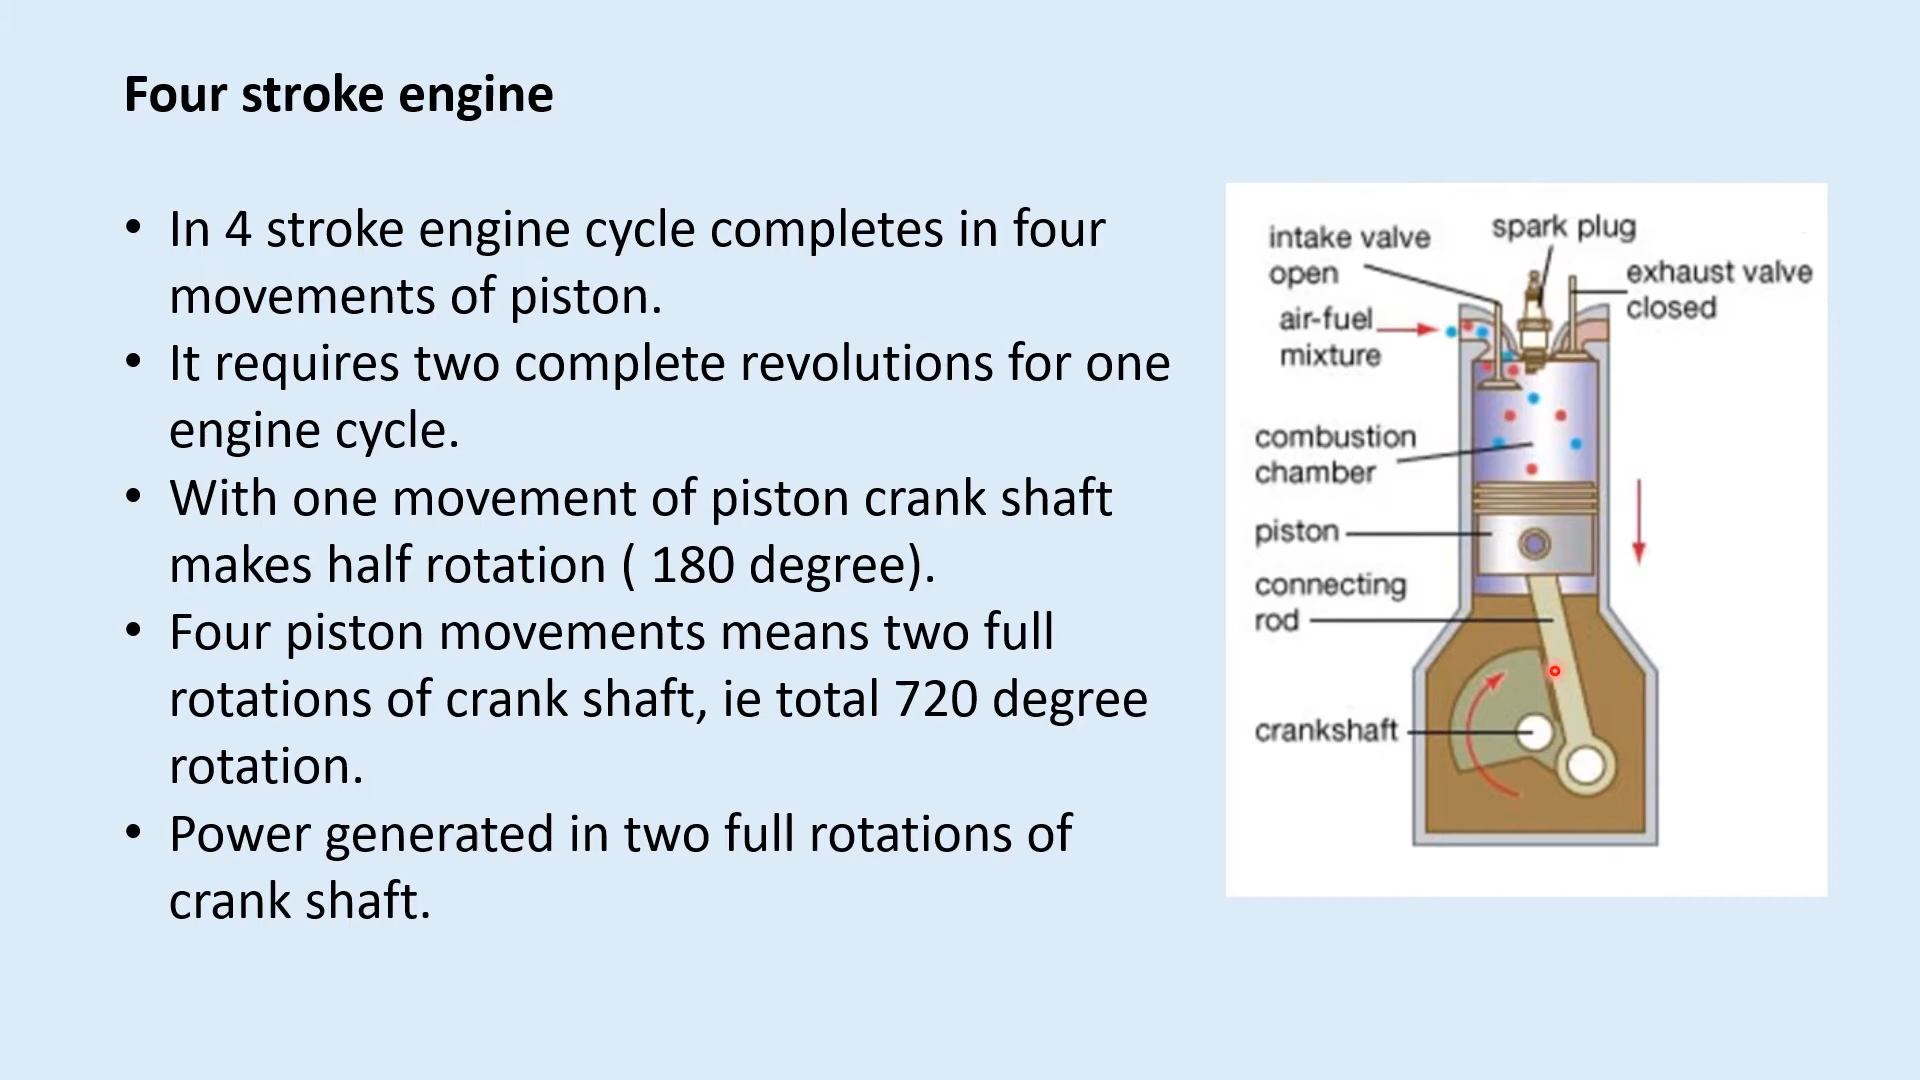 Four stroke engine
• In 4 stroke engine cycle completes in four
movements of piston.
• It requires two complete revolutions for one
engine cycle.
• With one movement of piston crank shaft
makes half rotation ( 180 degree).
• Four piston movements means two full
rotations of crank shaft, ie total 720 degree
rotation.
• Power generated in two full rotations of
crank shaft.
intake valve
open
spark plug
exhaust valve
closed
air-fuel
mixture
combustion
chamber
piston
connecting
rod
crankshaft